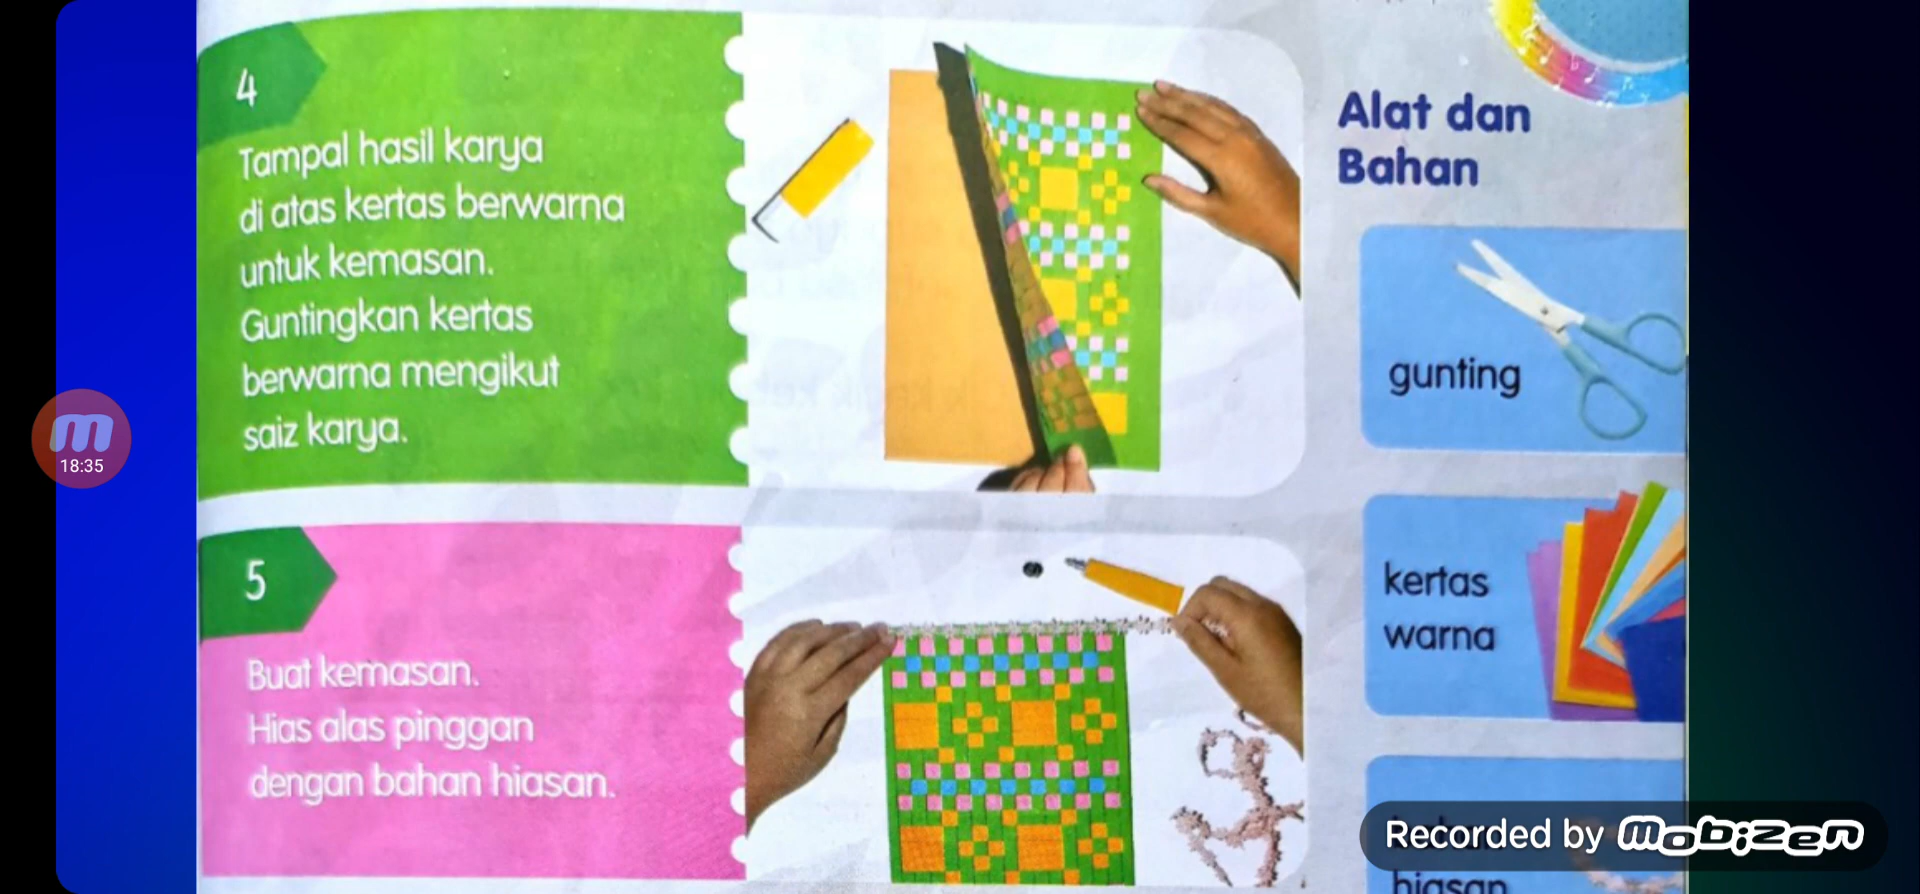 4
Tampal hasil karya
di atas kertas berwarna
untuk kemasan.
Guntingkan kertas
berwarna mengikut
saiz karya.
5
Buat kemasan.
Hias alas pinggan
dengan bahan hiasan.
Alat dan
Bahan
gunting
kertas
warna
hiasan
18:35
Recorded by Mobizen